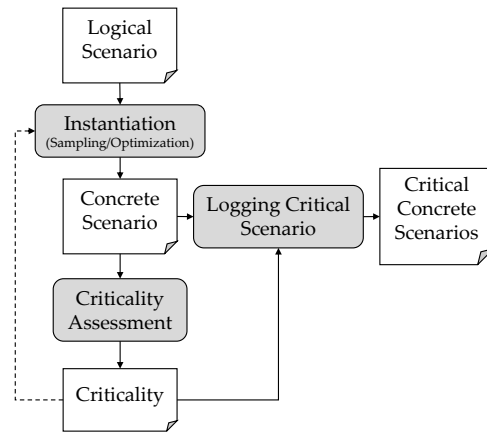 Logical
Scenario
Instantiation
(Sampling/Optimization)
Concrete
Scenario
Logging Critical
Scenario
Critical
Concrete
Scenarios
Criticality
Assessment
Criticality